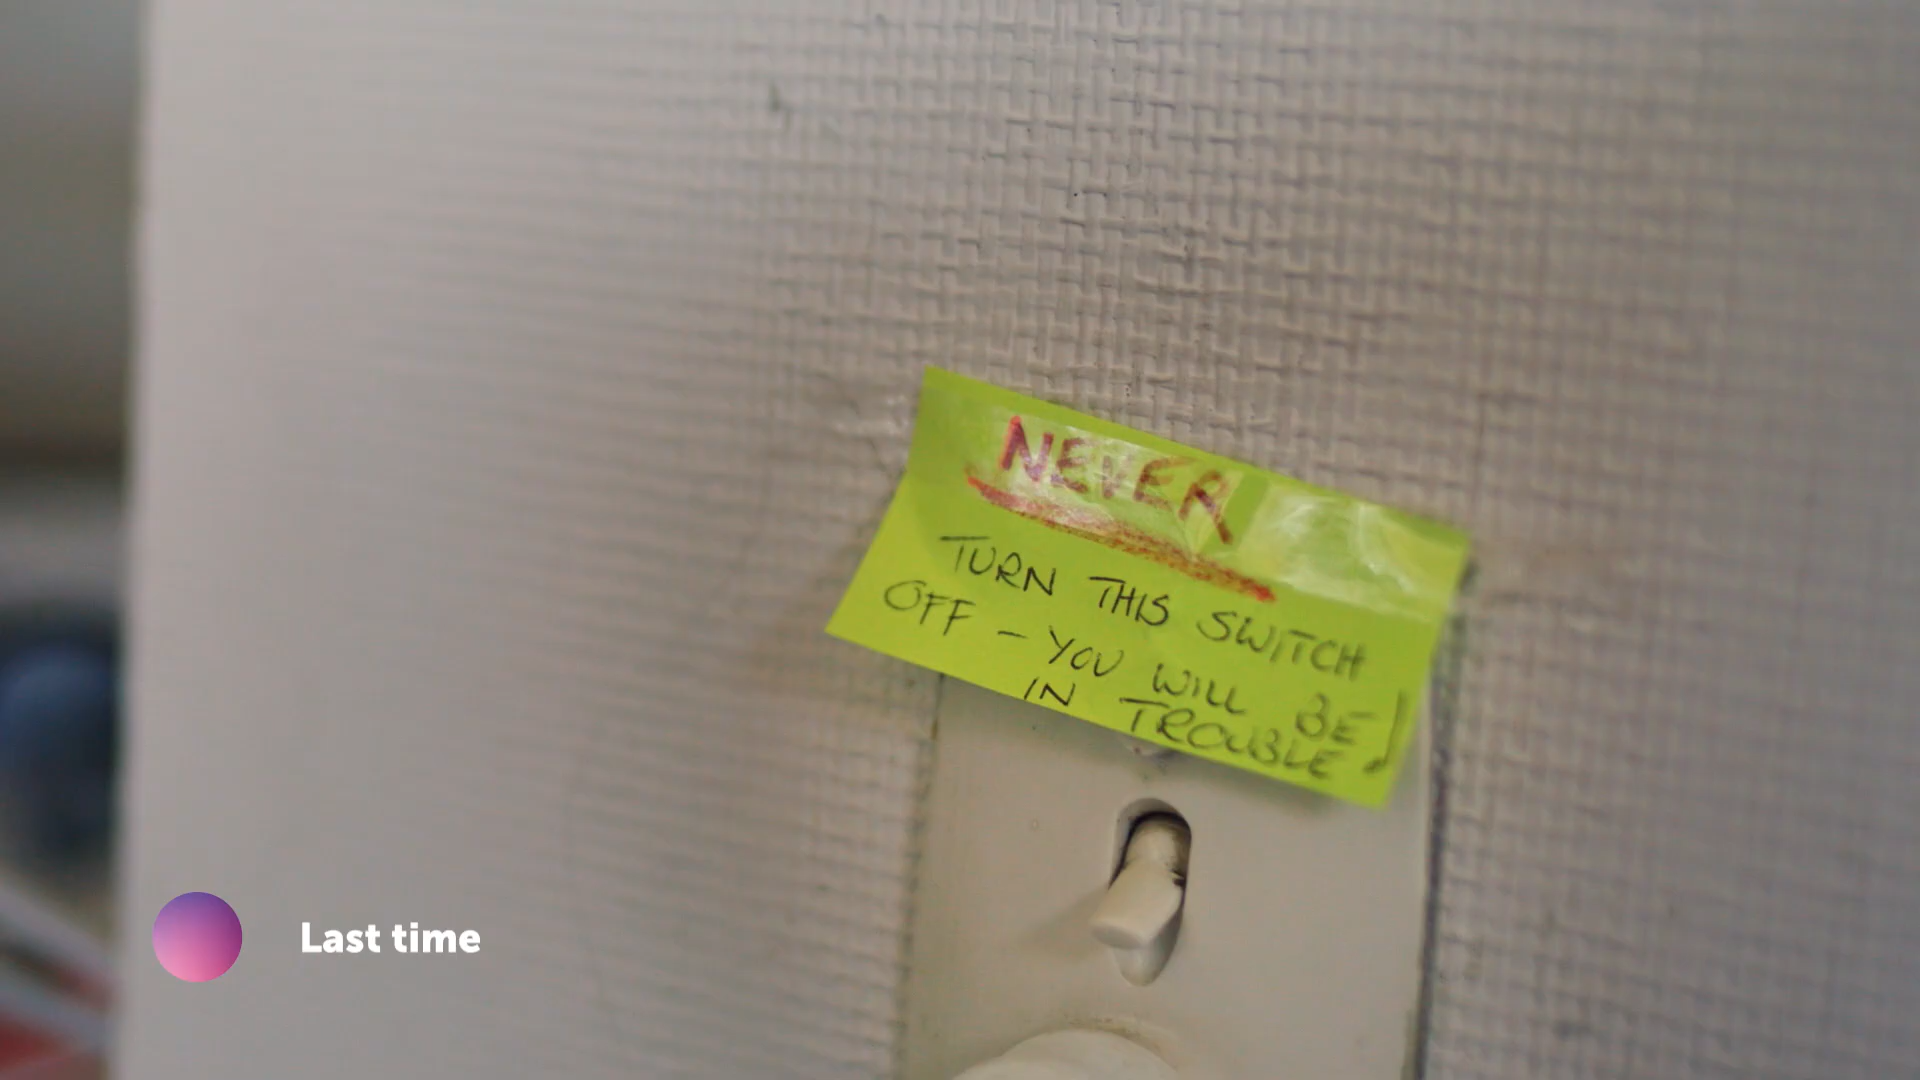 NEVER
TURN THIS SWITCH
OFF - YOU WILL BE
IN TROUBLE!
Last time